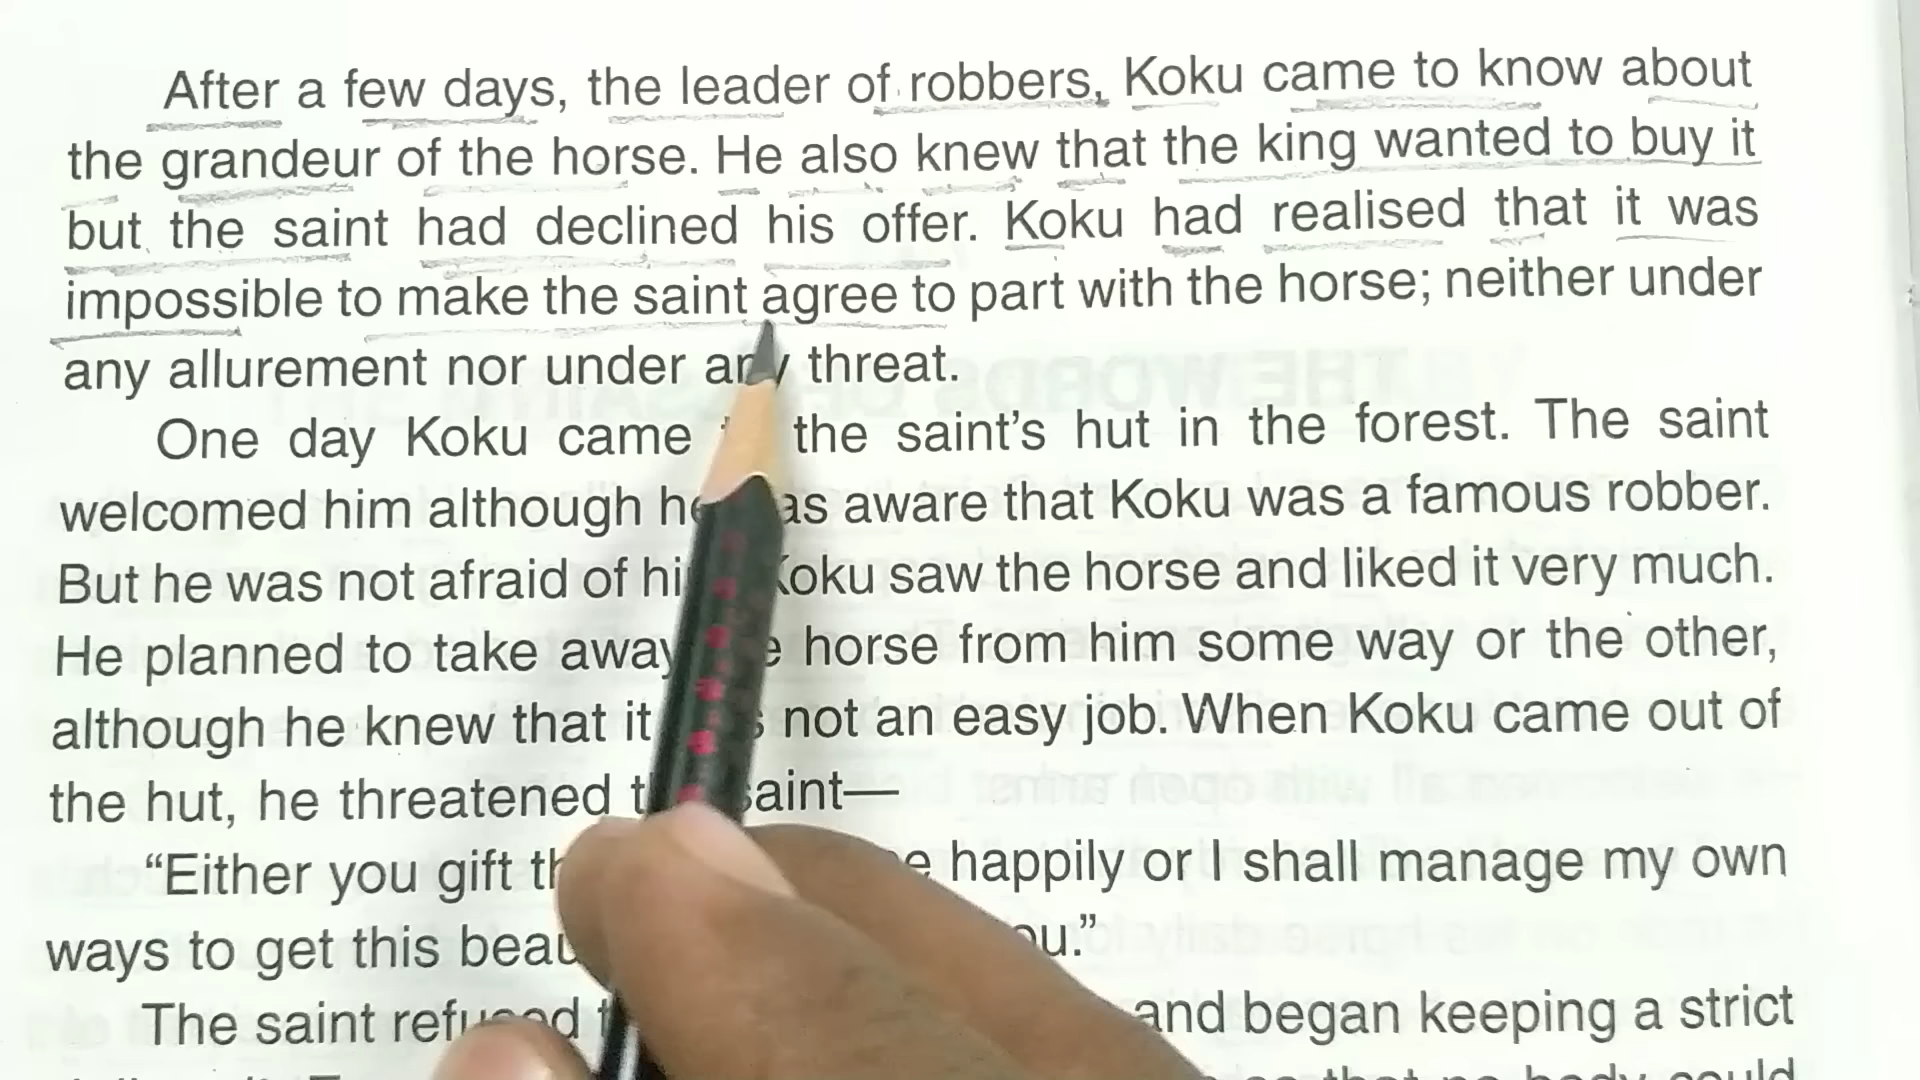 After a few days, the leader of robbers, Koku came to know about
the grandeur of the horse. He also knew that the king wanted to buy it
but the saint had declined his offer. Koku had realised that it was
impossible to make the saint agree to part with the horse; neither under
any allurement nor under any threat.
One day Koku came the saint's hut in the forest. The saint
welcomed him although he as aware that Koku was a famous robber.
But he was not afraid of hi Koku saw the horse and liked it very much.
He planned to take away e horse from him some way or the other,
although he knew that it s not an easy job. When Koku came out of
the hut, he threatened t saint—
“Either you gift th e happily or I shall manage my own
ways to get this beau ou.”
The saint refused and began keeping a strict
so that no body could